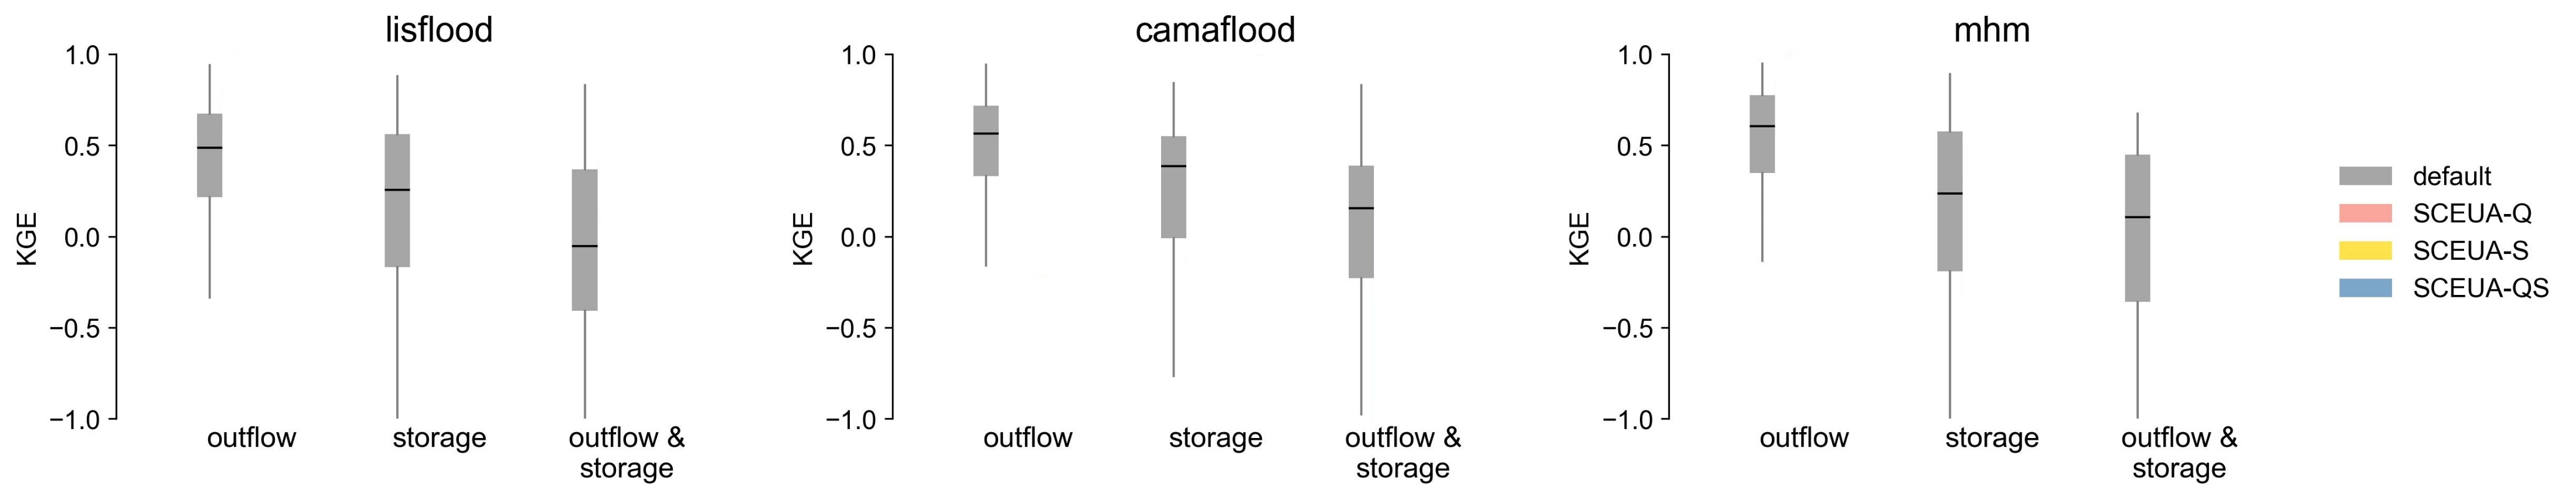 lisflood
1.0
0.5
0.0
−0.5
−1.0
KGE
outflow
storage
outflow &
storage
camaflood
1.0
0.5
0.0
−0.5
−1.0
KGE
outflow
storage
outflow &
storage
mhm
1.0
0.5
0.0
−0.5
−1.0
KGE
outflow
storage
outflow &
storage
default
SCEUA-Q
SCEUA-S
SCEUA-QS